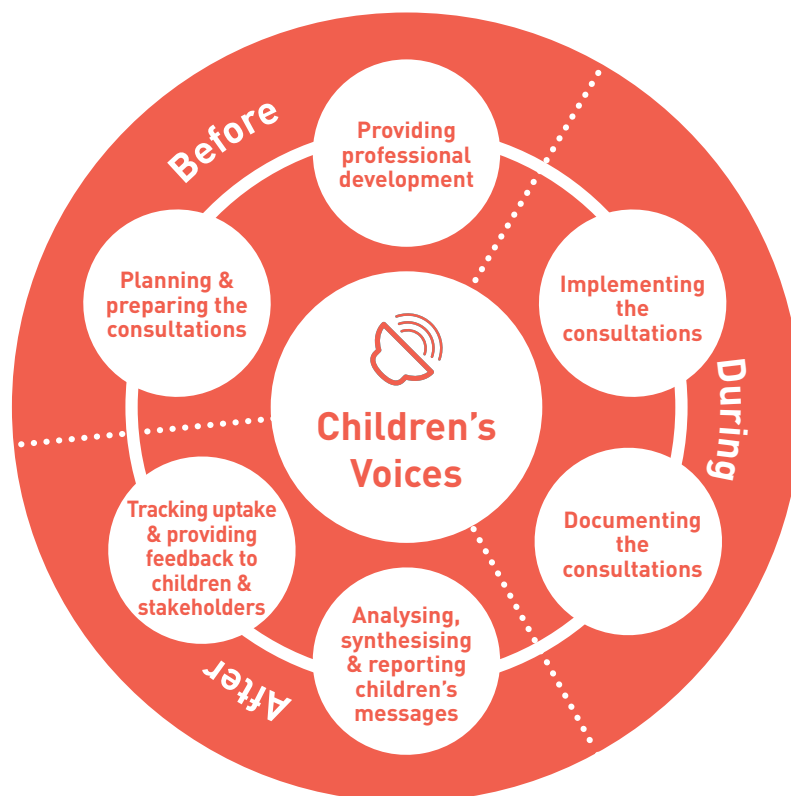 Before
Providing
professional
development
Planning &
preparing the
consultations
Implementing
the
consultations
During
Children’s
Voices
Documenting
the
consultations
Tracking uptake
& providing
feedback to
children &
stakeholders
Analysing,
synthesising
& reporting
children’s
messages
After